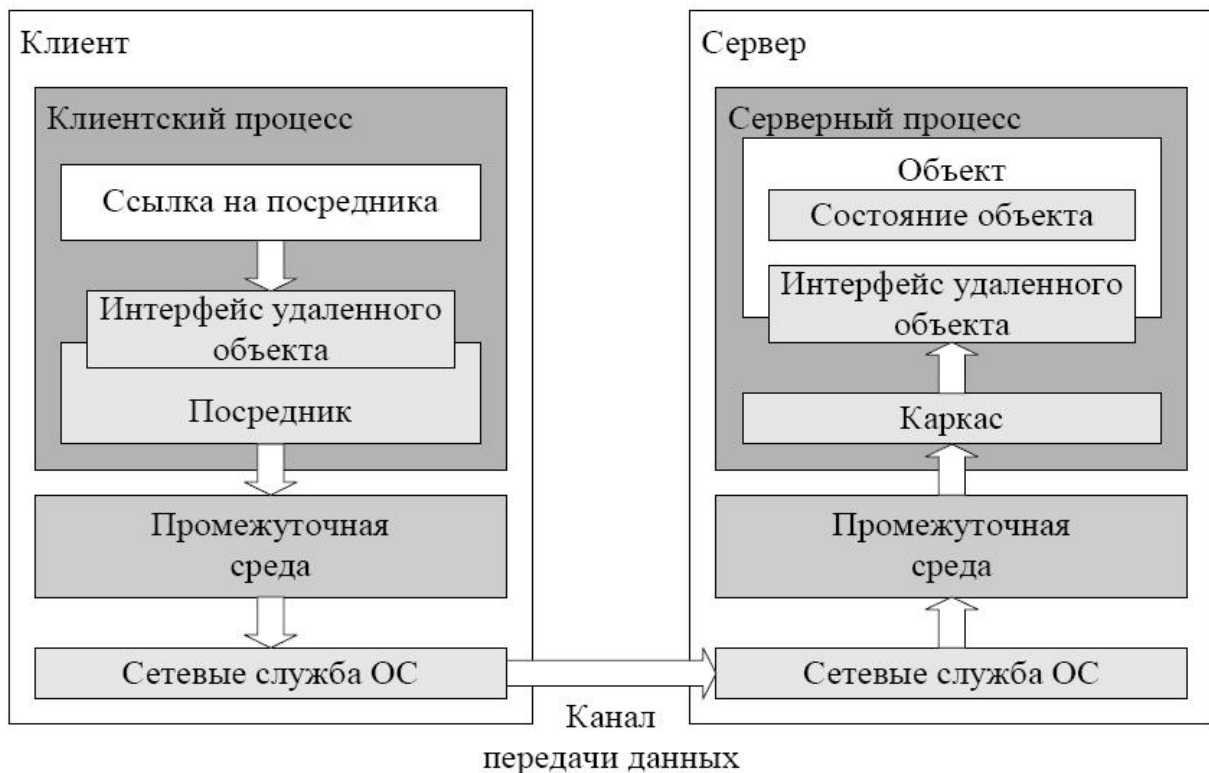 Клиент
Клиентский процесс
Ссылка на посредника
Интерфейс удаленного
объекта
Посредник
Промежуточная
среда
Сетевые служба ОС
Канал
передачи данных
Сервер
Серверный процесс
Объект
Состояние объекта
Интерфейс удаленного
объекта
Каркас
Промежуточная
среда
Сетевые служба ОС